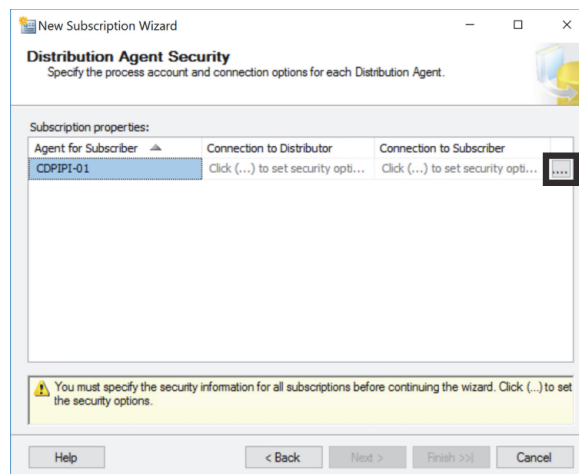 New Subscription Wizard
Distribution Agent Security
Specify the process account and connection options for each Distribution Agent.
Subscription properties:
Agent for Subscriber Connection to Distributor Connection to Subscriber
CDPIPI-01 Click (...) to set security opti... Click (...) to set security opti... ....
You must specify the security information for all subscriptions before continuing the wizard. Click (...) to set
the security options.
Help < Back Next > Finish >>| Cancel